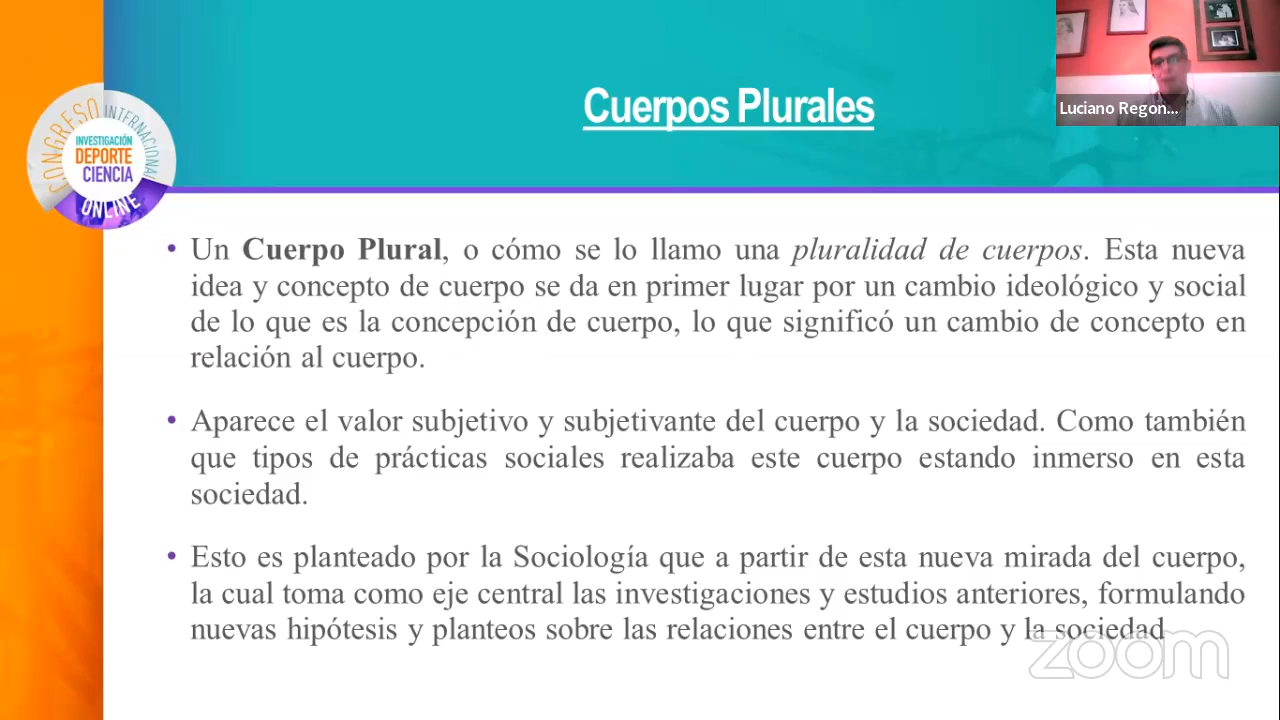 CONGRESO INTERNACIONAL
INVESTIGACIÓN
DEPORTE
CIENCIA
ONLINE
Cuerpos Plurales
Luciano Regon...
• Un Cuerpo Plural, o cómo se lo llamo una pluralidad de cuerpos. Esta nueva
idea y concepto de cuerpo se da en primer lugar por un cambio ideológico y social
de lo que es la concepción de cuerpo, lo que significó un cambio de concepto en
relación al cuerpo.
• Aparece el valor subjetivo y subjetivante del cuerpo y la sociedad. Como también
que tipos de prácticas sociales realizaba este cuerpo estando inmerso en esta
sociedad.
• Esto es planteado por la Sociología que a partir de esta nueva mirada del cuerpo,
la cual toma como eje central las investigaciones y estudios anteriores, formulando
nuevas hipótesis y planteos sobre las relaciones entre el cuerpo y la sociedad
zoom